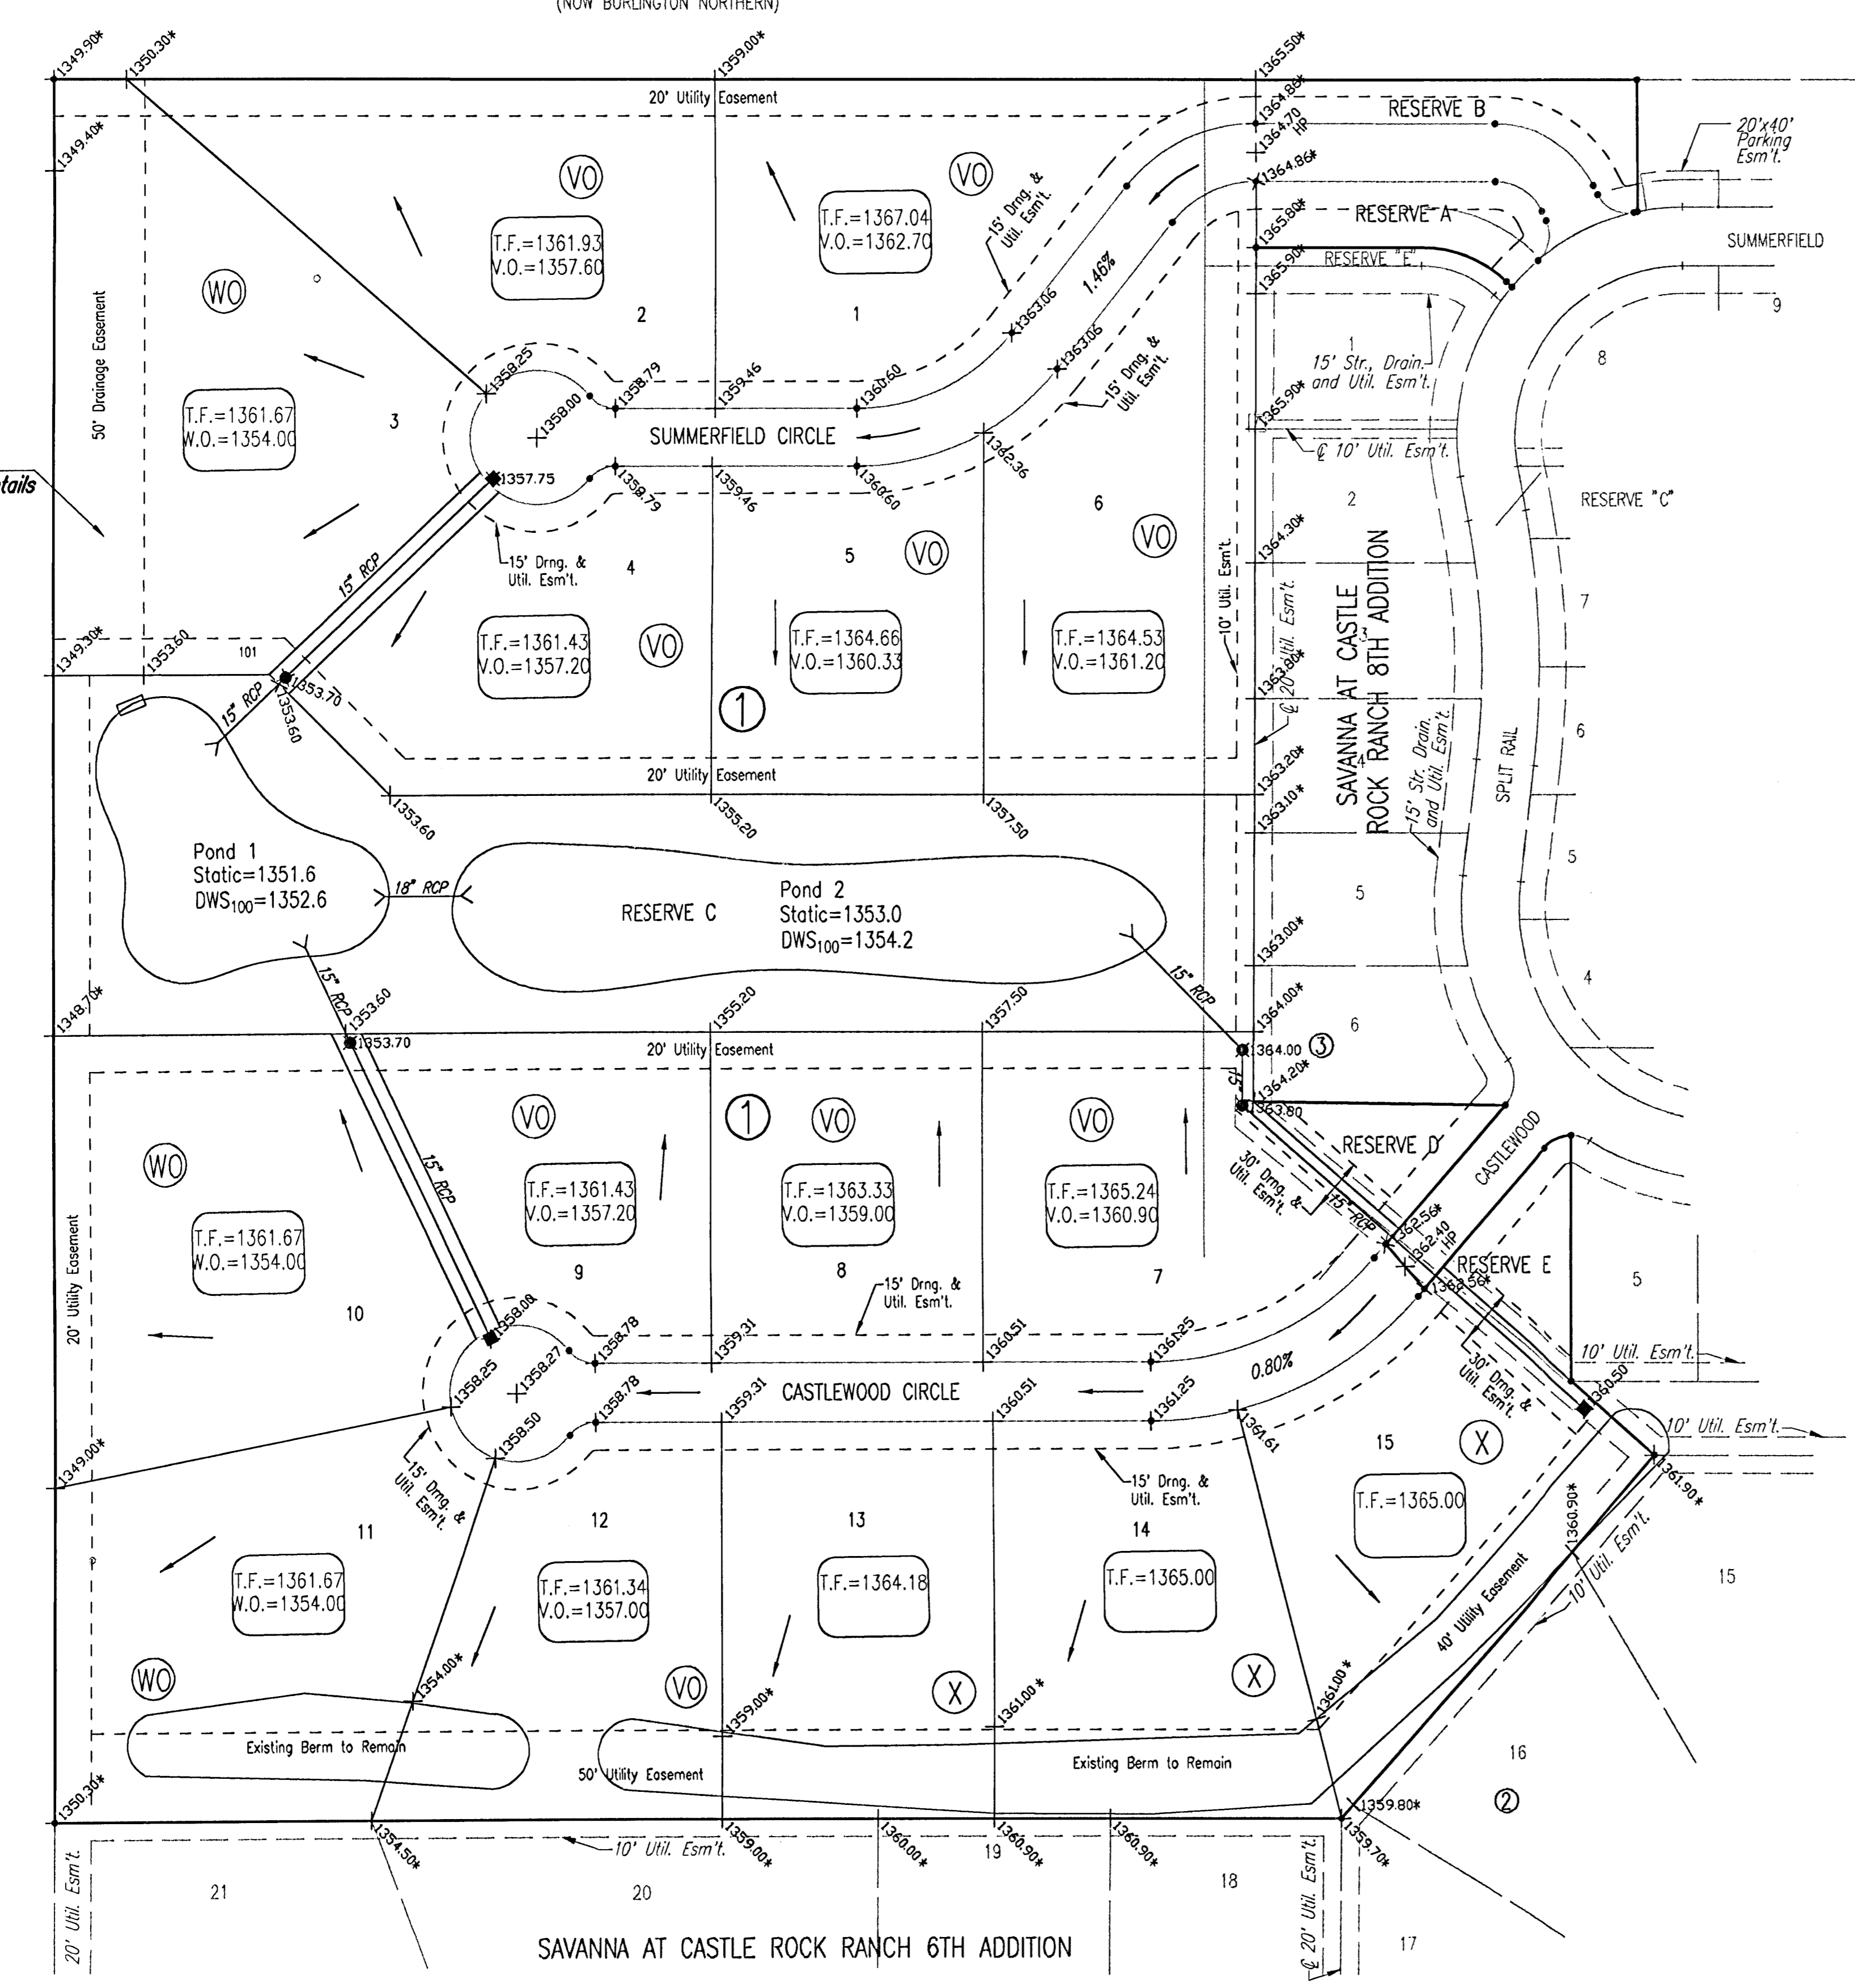 (NOW BURLINGTON NORTHERN)
1349.90*
1350.30*
1359.00*
1365.50*
20' Utility Easement
1364.86*
1364.70
HP
1364.86*
RESERVE B
20'x40'
Parking
Esm't.
1349.40*
VO
VO
T.F.=1361.93
V.O.=1357.60
T.F.=1367.04
V.O.=1362.70
15' Drng. &
Util. Esm't.
1.46%
1365.80*
RESERVE A
1365.90*
RESERVE "E"
SUMMERFIELD
9
WO
50' Drainage Easement
2
1
1363.06
1363.06
1
15' Str., Drain.
and Util. Esm't.
8
T.F.=1361.67
W.O.=1354.00
3
1358.25
1358.00
1358.79
1359.46
1360.60
15' Drng. &
Util. Esm't.
1365.90*
SUMMERFIELD CIRCLE
℄ 10' Util. Esm't.
tails
1357.75
1358.79
1359.46
1360.60
1362.36
6
2
RESERVE "C"
15" RCP
15' Drng. &
Util. Esm't.
4
5
VO
VO
1364.30*
10' Util. Esm't.
℄ 20' Util. Esm't.
SAVANNA AT CASTLE
ROCK RANCH 8TH ADDITION
3
7
T.F.=1361.43
V.O.=1357.20
VO
T.F.=1364.66
V.O.=1360.33
T.F.=1364.53
V.O.=1361.20
1349.30*
1353.60
101
1353.70
1353.60
15" RCP
1
1363.80*
4
15' Str. Drain.
and Util. Esm't.
SPLIT RAIL
6
20' Utility Easement
1363.20*
1353.60
1355.20
1357.50
1363.10*
Pond 1
Static=1351.6
DWS100=1352.6
18" RCP
RESERVE C
Pond 2
Static=1353.0
DWS100=1354.2
5
5
1363.00*
4
15" RCP
15" RCP
1348.70*
1353.60
1355.20
1357.50
1364.00*
6
1353.70
20' Utility Easement
1364.00
3
15"
1364.20*
1363.80
WO
VO
1
VO
VO
RESERVE D
CASTLEWOOD
15" RCP
30' Drng. &
Util. Esm't.
15" RCP
T.F.=1361.43
V.O.=1357.20
T.F.=1363.33
V.O.=1359.00
T.F.=1365.24
V.O.=1360.90
1362.56*
1362.40
HP
20' Utility Easement
T.F.=1361.67
W.O.=1354.00
9
8
7
1362.56*
RESERVE E
5
10
15' Drng. &
Util. Esm't.
1358.00
1358.78
1359.31
1360.51
1361.25
0.80%
30' Drng. &
Util. Esm't.
10' Util. Esm't.
1358.25
1358.27
CASTLEWOOD CIRCLE
1358.78
1359.31
1360.51
1361.25
1360.50
10' Util. Esm't.
1349.00*
1358.50
1361.61
15
X
1361.90*
15' Drng. &
Util. Esm't.
15' Drng. &
Util. Esm't.
T.F.=1365.00
1360.90*
10' Util. Esm't.
11
12
13
14
15
T.F.=1361.67
W.O.=1354.00
T.F.=1361.34
V.O.=1357.00
T.F.=1364.18
T.F.=1365.00
40' Utility Easement
WO
1354.00*
VO
1359.00*
X
1361.00*
X
1361.00*
Existing Berm to Remain
50' Utility Easement
Existing Berm to Remain
16
2
1350.30*
1354.50*
10' Util. Esm't.
1359.00*
1360.00*
1360.90*
19
1360.90*
1359.80*
1359.70*
20' Util. Esm't.
21
20
18
℄ 20' Util. Esm't.
17
SAVANNA AT CASTLE ROCK RANCH 6TH ADDITION